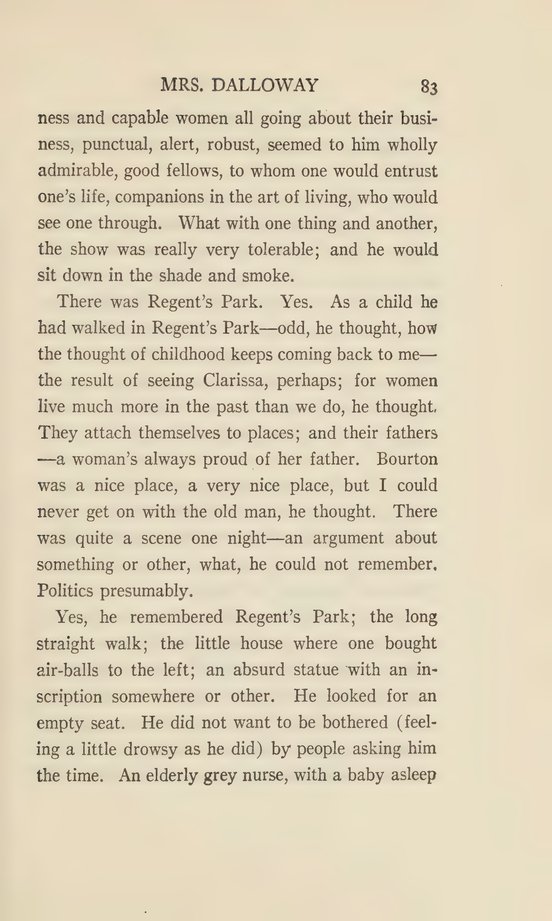 MRS. DALLOWAY 83
ness and capable women all going about their busi-
ness, punctual, alert, robust, seemed to him wholly
admirable, good fellows, to whom one would entrust
one's life, companions in the art of living, who would
see one through. What with one thing and another,
the show was really very tolerable; and he would
sit down in the shade and smoke.
There was Regent's Park. Yes. As a child he
had walked in Regent's Park—odd, he thought, how
the thought of childhood keeps coming back to me—
the result of seeing Clarissa, perhaps; for women
live much more in the past than we do, he thought.
They attach themselves to places; and their fathers
—a woman's always proud of her father. Bourton
was a nice place, a very nice place, but I could
never get on with the old man, he thought. There
was quite a scene one night—an argument about
something or other, what, he could not remember.
Politics presumably.
Yes, he remembered Regent's Park; the long
straight walk; the little house where one bought
air-balls to the left; an absurd statue with an in-
scription somewhere or other. He looked for an
empty seat. He did not want to be bothered (feel-
ing a little drowsy as he did) by people asking him
the time. An elderly grey nurse, with a baby asleep